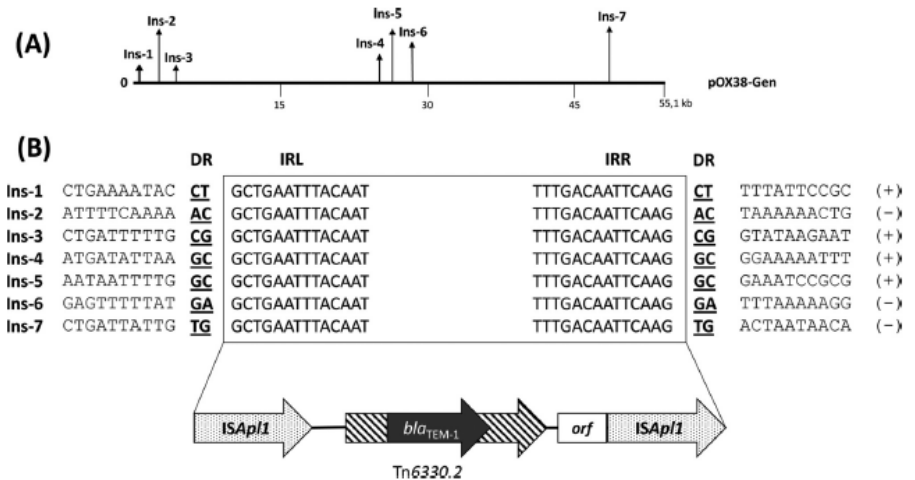 (A)
Ins-1
Ins-2
Ins-3
Ins-4
Ins-5
Ins-6
Ins-7
0
pOX38-Gen
15
30
45
55,1 kb
(B)
DR IRL IRR DR
Ins-1 CTGAAAATAC CT GCTGAATTTACAAT TTTGACAATTCAAG CT TTTATTCCGC (+)
Ins-2 ATTTTCAAAA AC GCTGAATTTACAAT TTTGACAATTCAAG AC TAAAAAACTG (−)
Ins-3 CTGATTTTTG CG GCTGAATTTACAAT TTTGACAATTCAAG CG GTATAAGAAT (+)
Ins-4 ATGATATTAA GC GCTGAATTTACAAT TTTGACAATTCAAG GC GGAAAAATTT (+)
Ins-5 AATAATTTTG GC GCTGAATTTACAAT TTTGACAATTCAAG GC GAAATCCGCG (+)
Ins-6 GAGTTTTTAT GA GCTGAATTTACAAT TTTGACAATTCAAG GA TTTAAAAAGG (−)
Ins-7 CTGATTATTG TG GCTGAATTTACAAT TTTGACAATTCAAG TG ACTAATAACA (−)
ISApl1 blaTEM-1 orf ISApl1
Tn6330.2